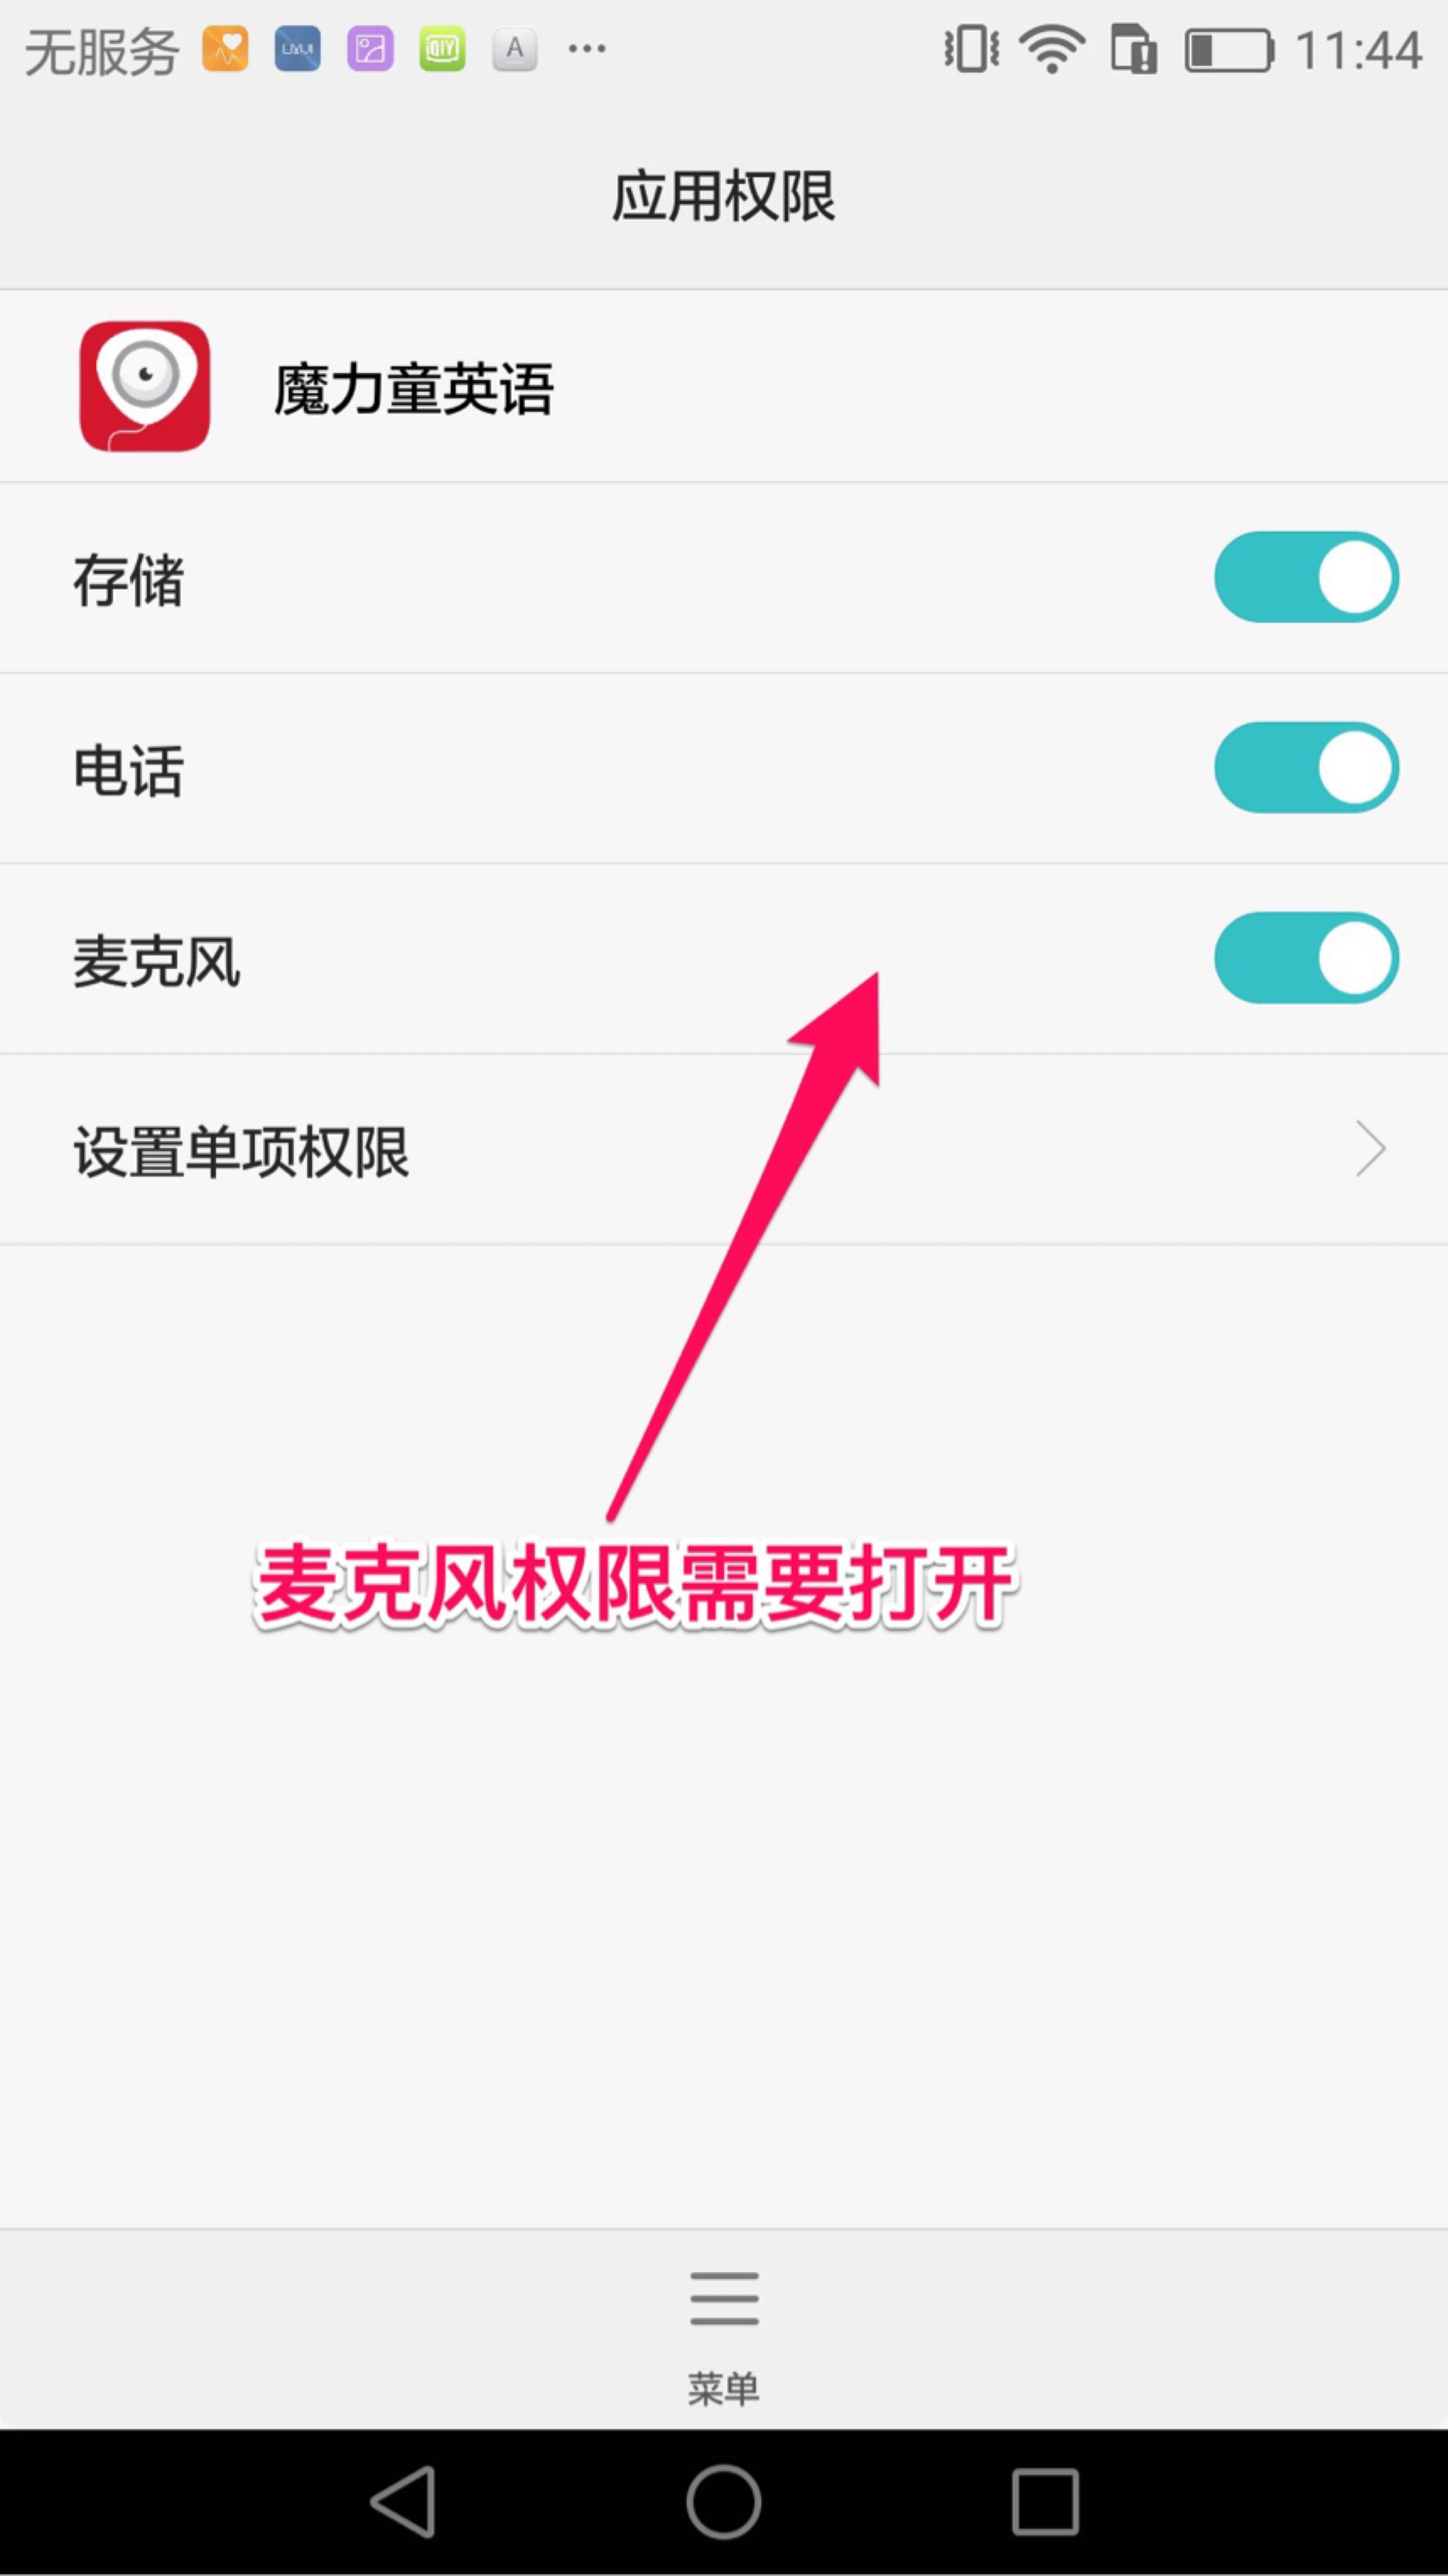 无服务 LMJI QIY A ... 11:44
应用权限
魔力童英语
存储
电话
麦克风
设置单项权限
麦克风权限需要打开
菜单